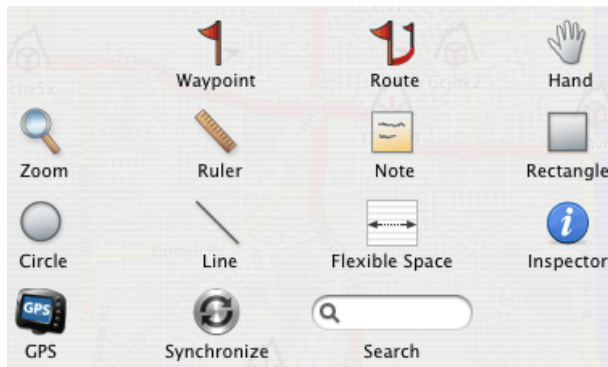 Waypoint Route Hand
Zoom Ruler Note Rectangle
Circle Line Flexible Space Inspector
GPS
GPS Synchronize Search